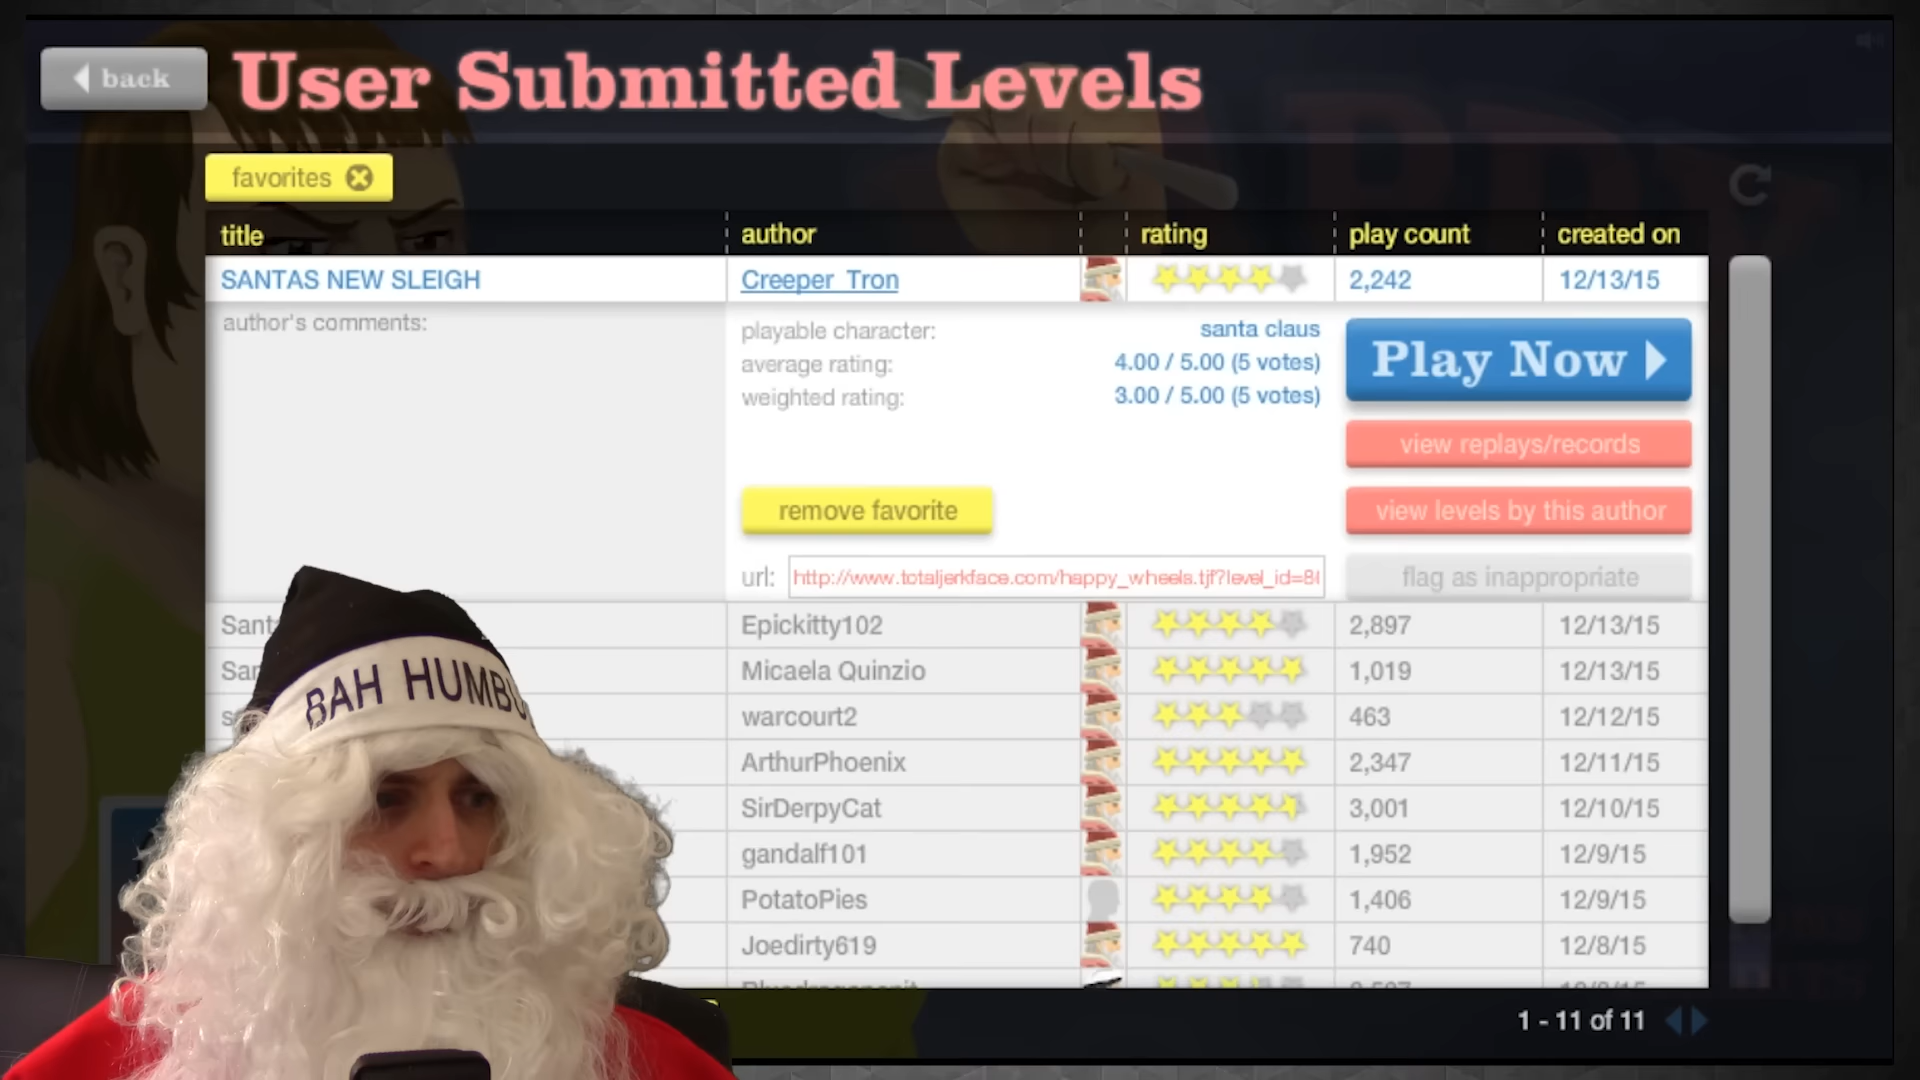 back
User Submitted Levels
favorites
title author rating play count created on
SANTAS NEW SLEIGH Creeper_Tron 2,242 12/13/15
author's comments:
playable character: santa claus
average rating: 4.00 / 5.00 (5 votes)
weighted rating: 3.00 / 5.00 (5 votes)
Play Now
view replays/records
remove favorite
view levels by this author
url: http://www.totaljerkface.com/happy_wheels.tjf?level_id=8
flag as inappropriate
Epickitty102 2,897 12/13/15
Micaela Quinzio 1,019 12/13/15
warcourt2 463 12/12/15
ArthurPhoenix 2,347 12/11/15
SirDerpyCat 3,001 12/10/15
gandalf101 1,952 12/9/15
PotatoPies 1,406 12/9/15
Joedirty619 740 12/8/15
1 - 11 of 11
BAH HUMBU